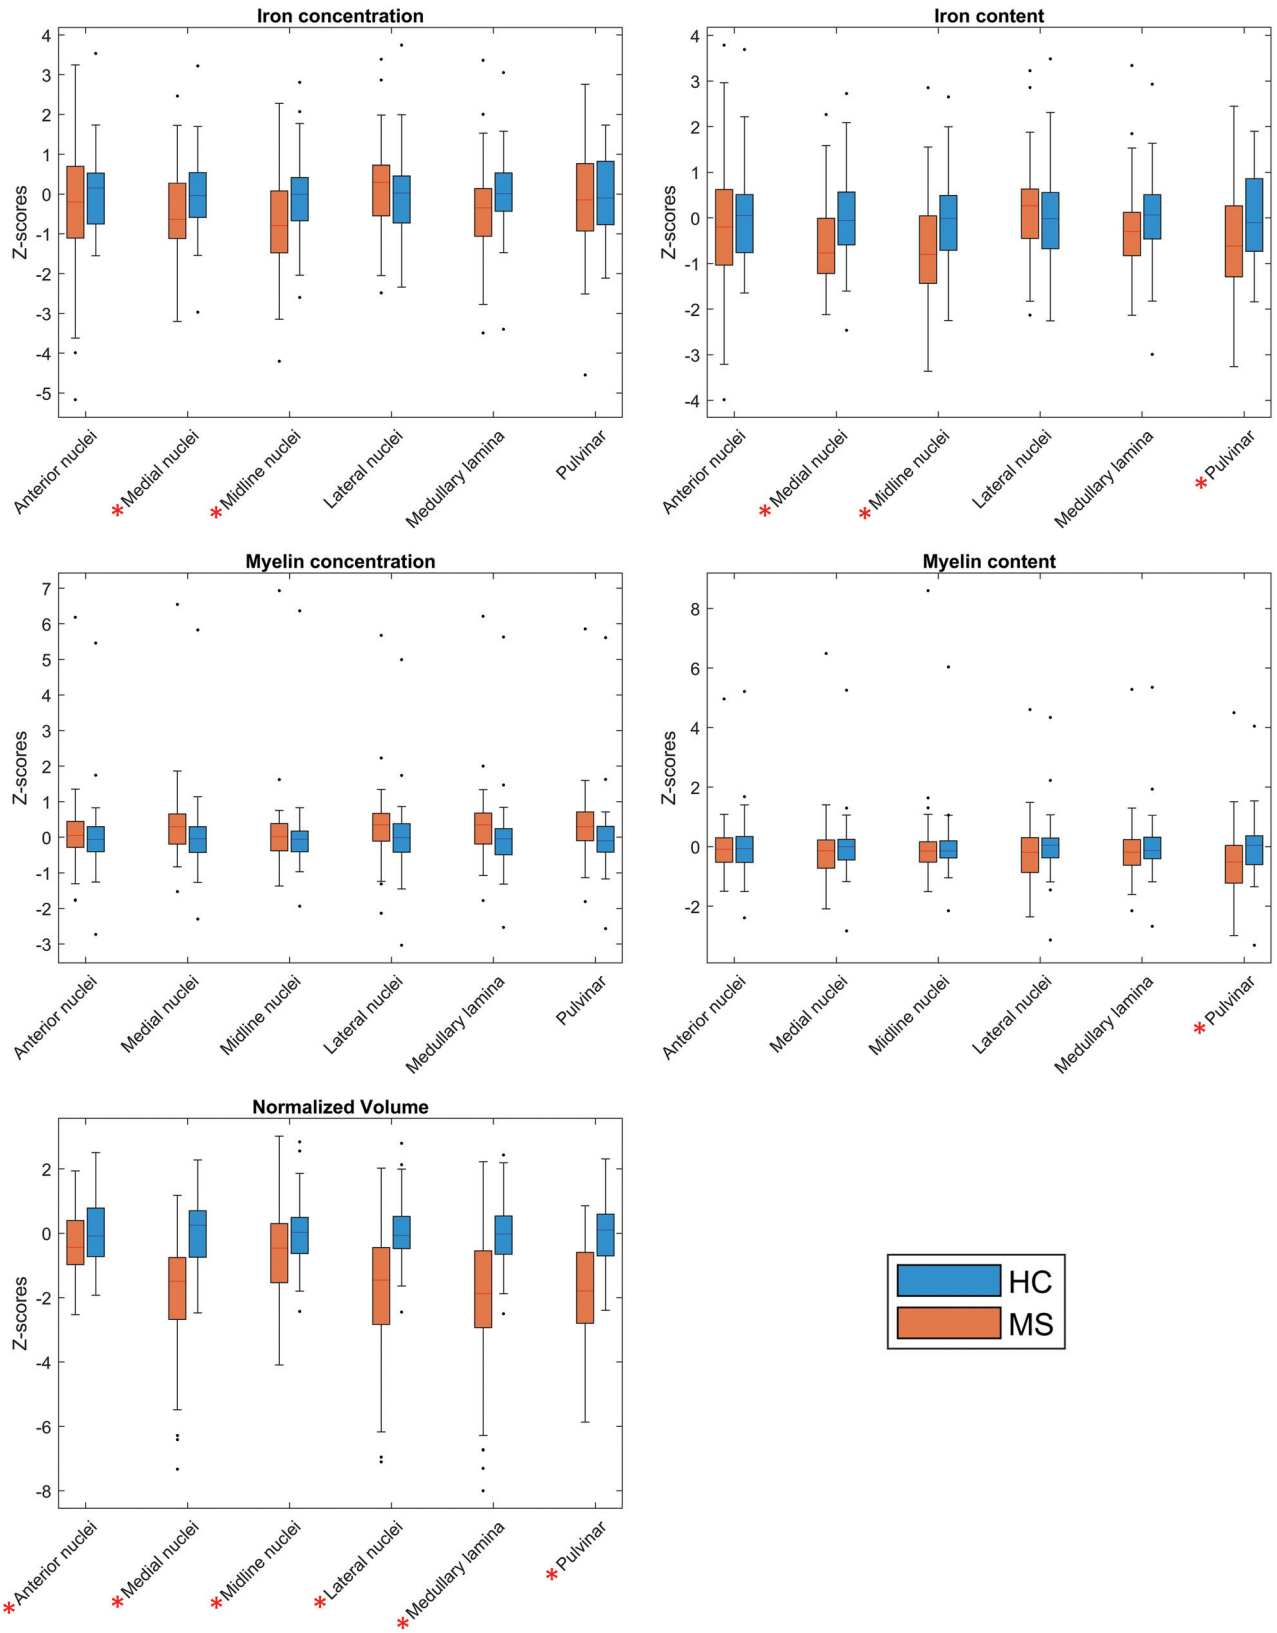 Iron concentration
Z-scores
4
3
2
1
0
-1
-2
-3
-4
-5
Anterior nuclei
*Medial nuclei
*Midline nuclei
Lateral nuclei
Medullary lamina
Pulvinar
Iron content
Z-scores
4
3
2
1
0
-1
-2
-3
-4
Anterior nuclei
*Medial nuclei
*Midline nuclei
Lateral nuclei
Medullary lamina
*Pulvinar
Myelin concentration
Z-scores
7
6
5
4
3
2
1
0
-1
-2
-3
Anterior nuclei
Medial nuclei
Midline nuclei
Lateral nuclei
Medullary lamina
Pulvinar
Myelin content
Z-scores
8
6
4
2
0
-2
Anterior nuclei
Medial nuclei
Midline nuclei
Lateral nuclei
Medullary lamina
*Pulvinar
Normalized Volume
Z-scores
2
0
-2
-4
-6
-8
*Anterior nuclei
*Medial nuclei
*Midline nuclei
*Lateral nuclei
*Medullary lamina
*Pulvinar
HC
MS